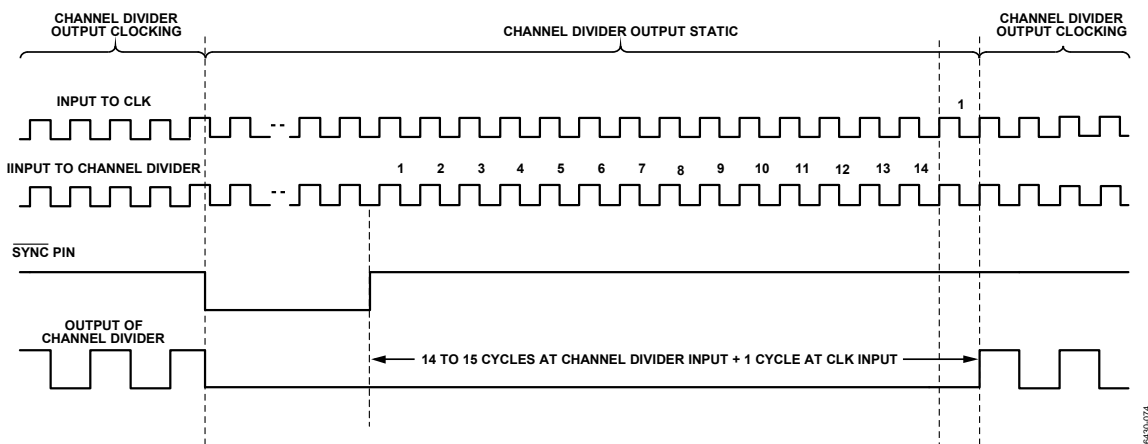 CHANNEL DIVIDER
OUTPUT CLOCKING
CHANNEL DIVIDER OUTPUT STATIC
CHANNEL DIVIDER
OUTPUT CLOCKING
INPUT TO CLK
1
IINPUT TO CHANNEL DIVIDER
1 2 3 4 5 6 7 8 9 10 11 12 13 14
SYNC PIN
OUTPUT OF
CHANNEL DIVIDER
14 TO 15 CYCLES AT CHANNEL DIVIDER INPUT + 1 CYCLE AT CLK INPUT